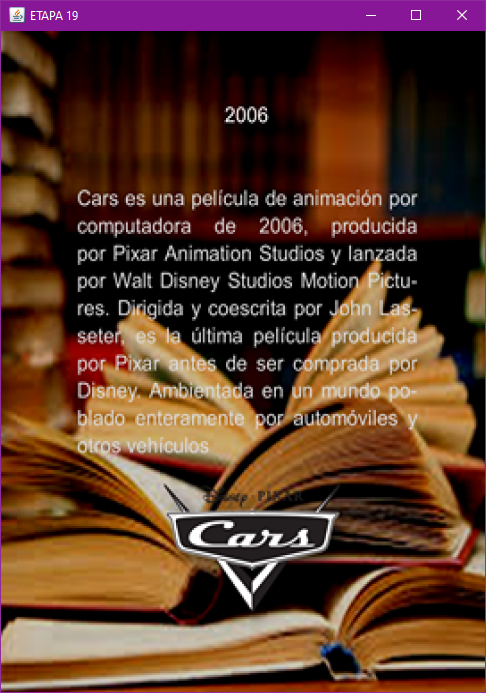 ETAPA 19
2006
Cars es una película de animación por
computadora de 2006, producida
por Pixar Animation Studios y lanzada
por Walt Disney Studios Motion Pictu-
res. Dirigida y coescrita por John Las-
seter, es la última película producida
por Pixar antes de ser comprada por
Disney. Ambientada en un mundo po-
blado enteramente por automóviles y
otros vehículos
Disney PIXAR
Cars